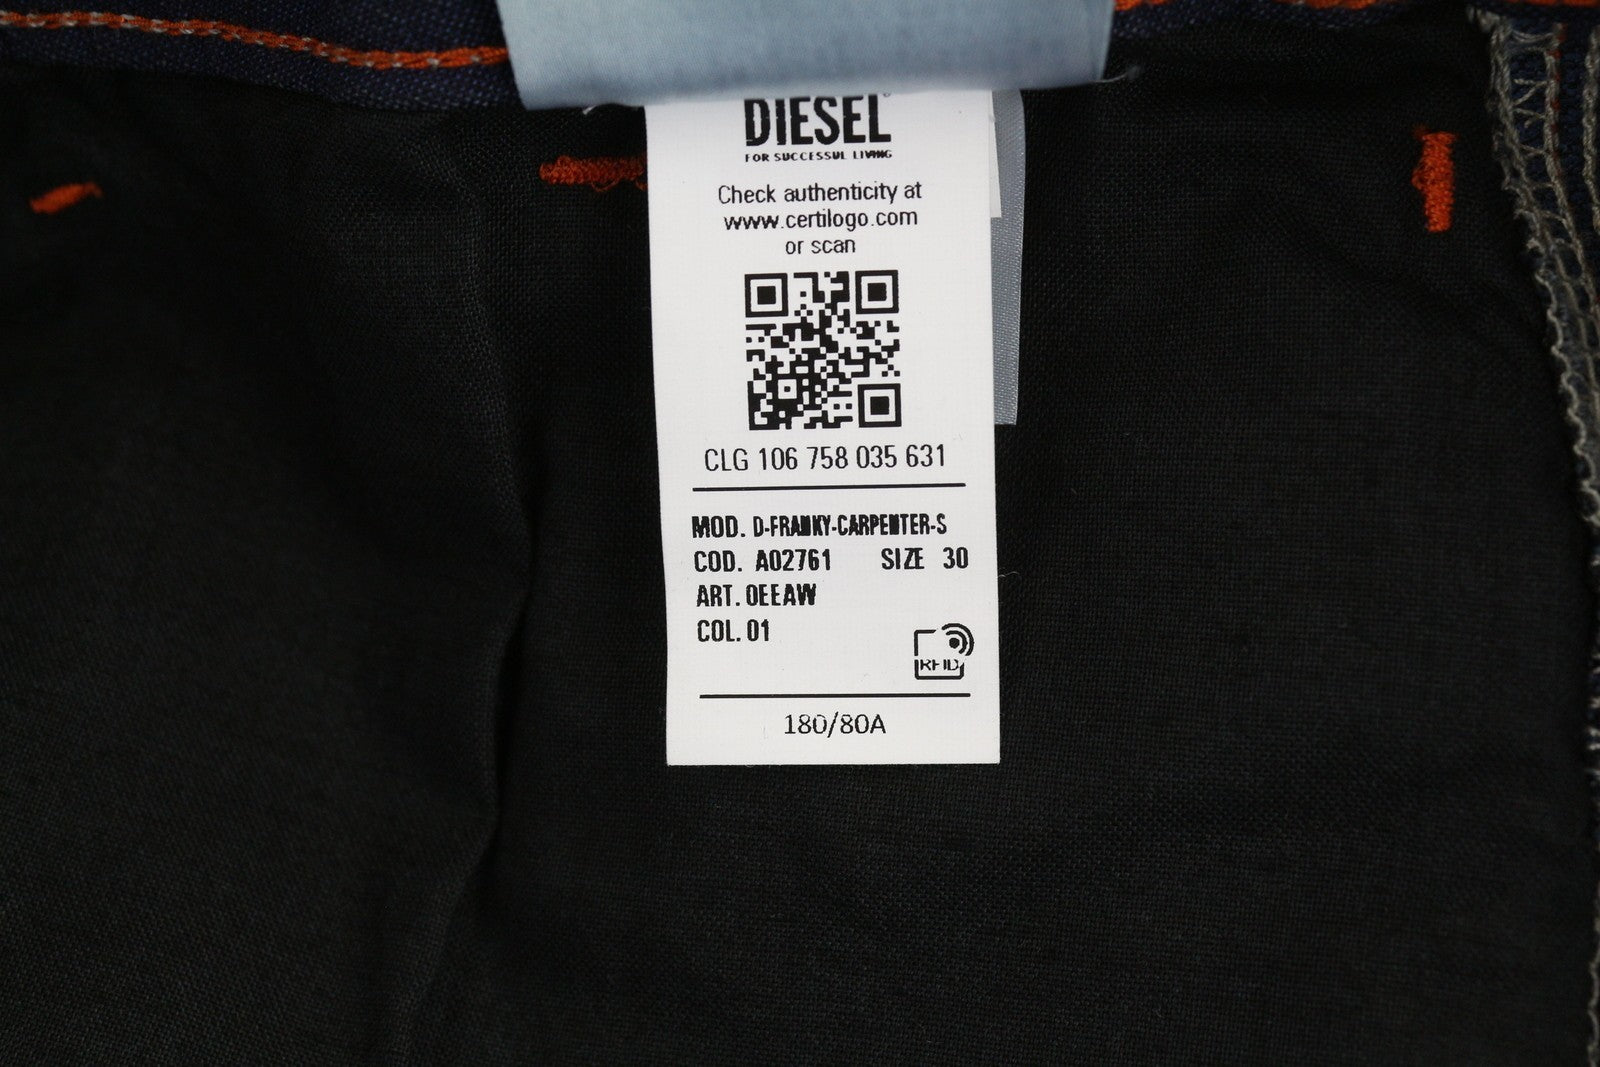 DIESEL
FOR SUCCESSUL LIVING
Check authenticity at
www.certilogo.com
or scan
CLG 106 758 035 631
MOD. D-FRANKY-CARPENTER-S
COD. A02761 SIZE 30
ART. 0EEAW
COL. 01
RFID
180/80A